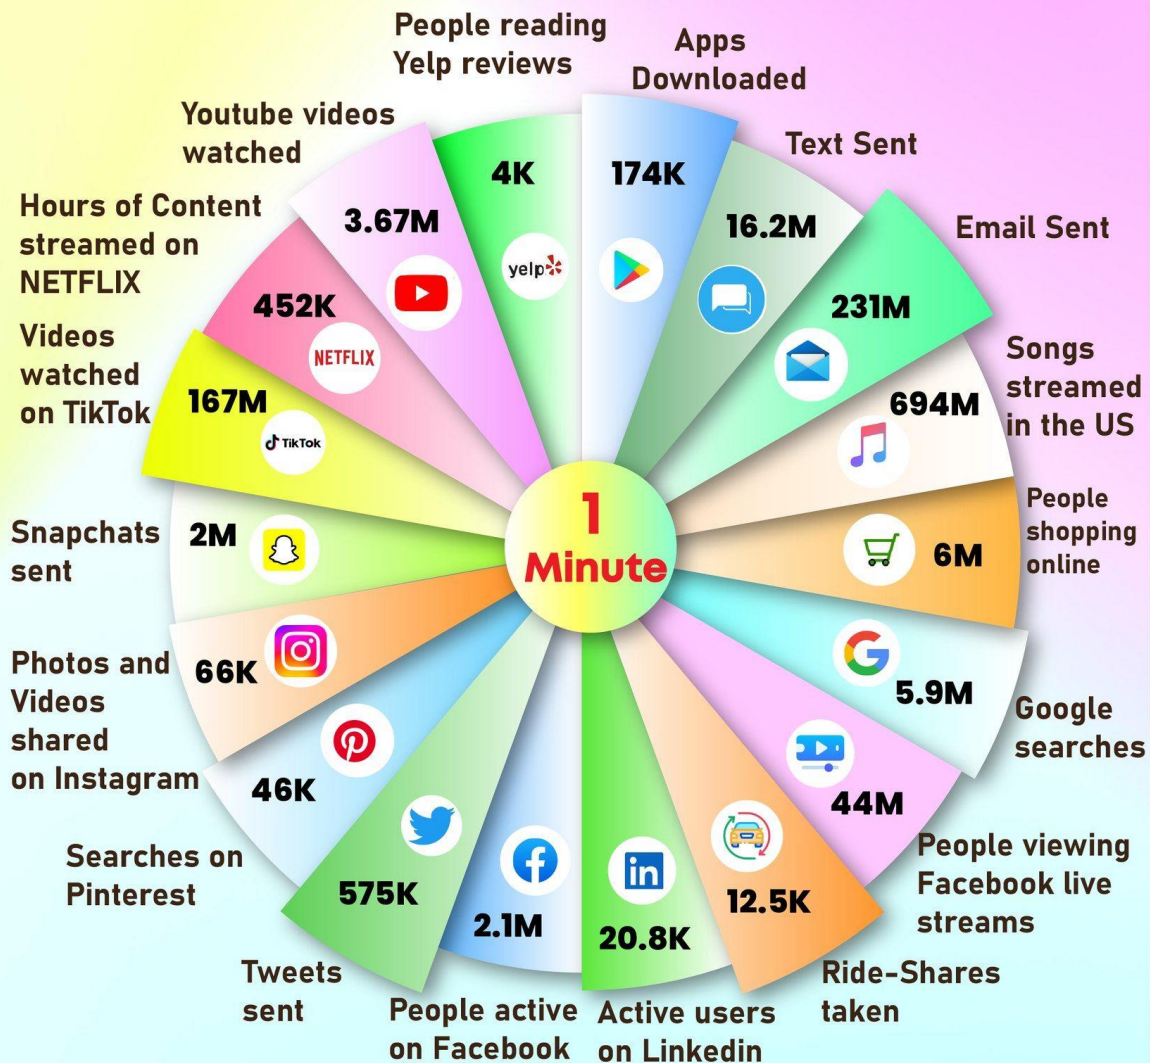 People reading
Yelp reviews
4K
yelp
Apps
Downloaded
174K
Text Sent
16.2M
Email Sent
231M
Songs
streamed
in the US
694M
People
shopping
online
6M
Google
searches
5.9M
People viewing
Facebook live
streams
44M
Ride-Shares
taken
12.5K
Active users
on Linkedin
20.8K
in
People active
on Facebook
2.1M
Tweets
sent
575K
Searches on
Pinterest
46K
Photos and
Videos
shared
on Instagram
66K
Snapchats
sent
2M
Videos
watched
on TikTok
167M
TikTok
Hours of Content
streamed on
NETFLIX
452K
NETFLIX
Youtube videos
watched
3.67M
1
Minute